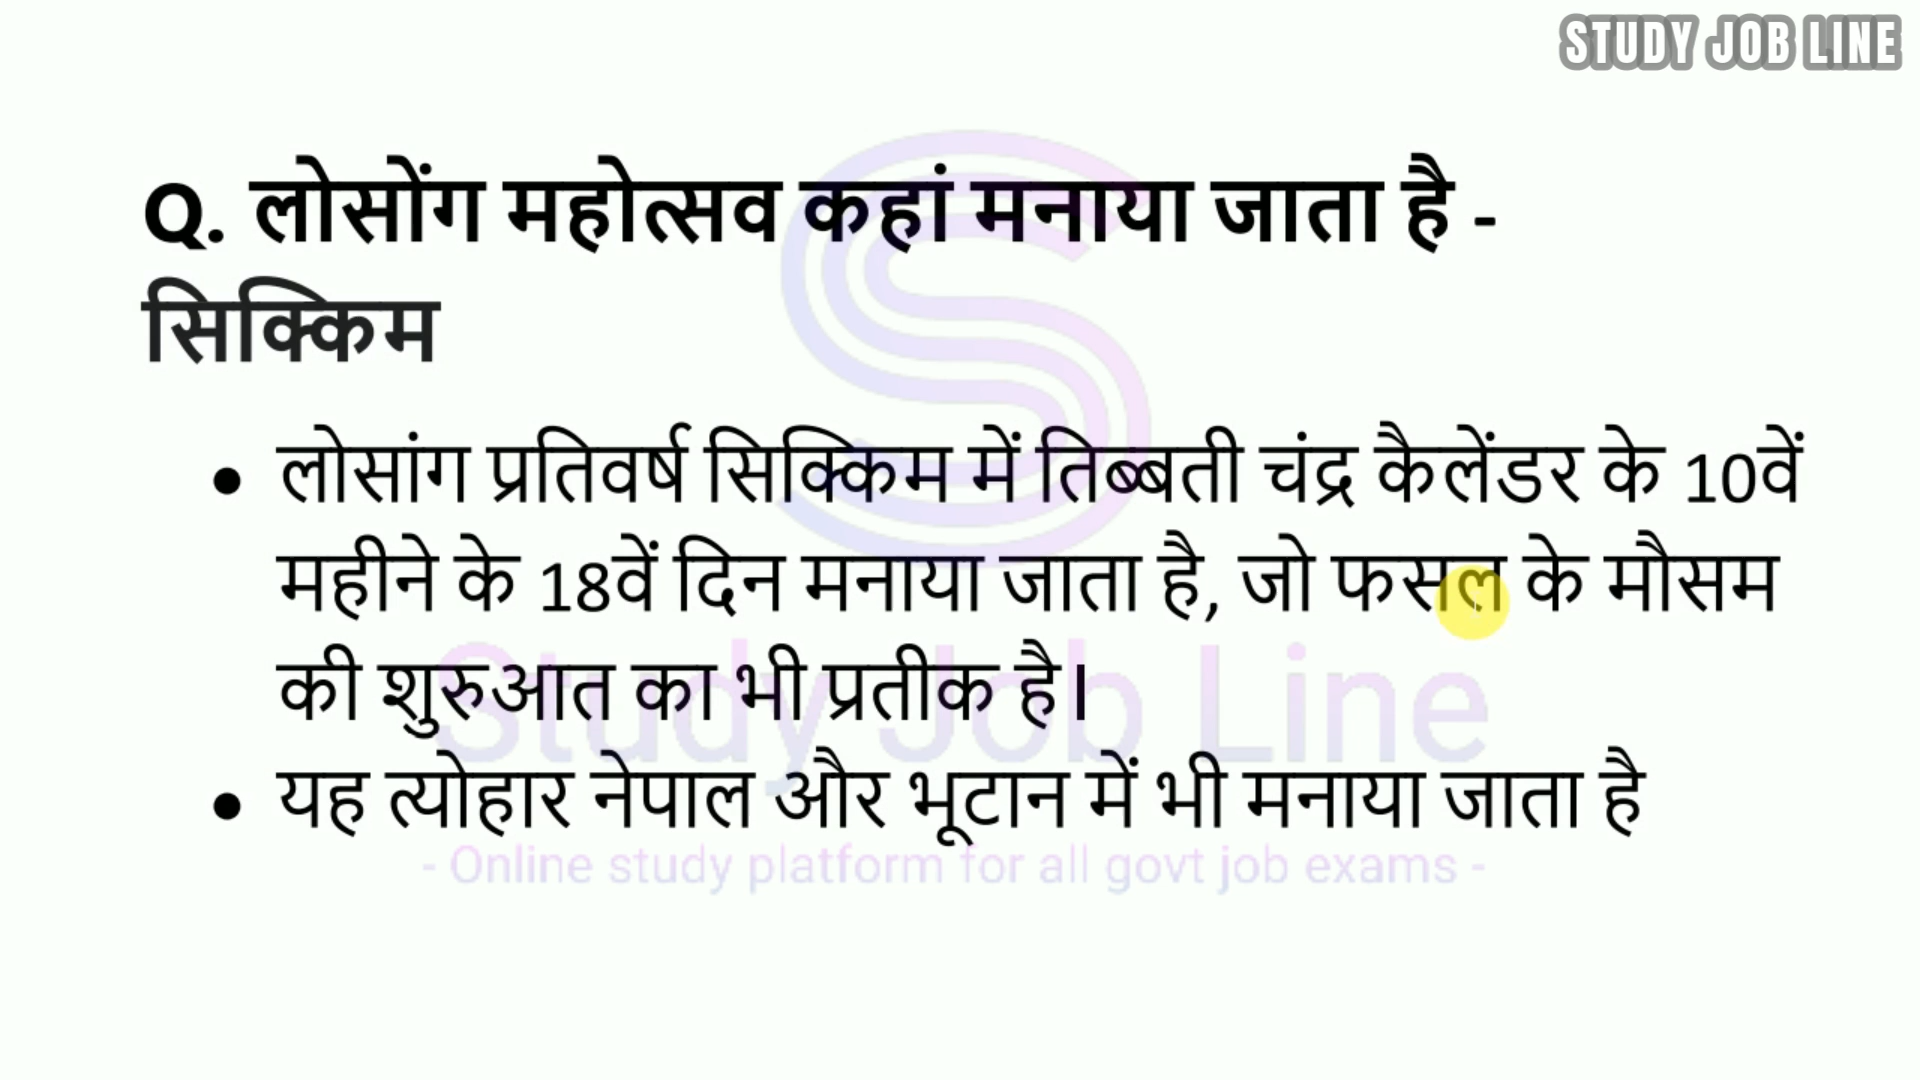 STUDY JOB LINE
Q. लोसोंग महोत्सव कहां मनाया जाता है -
सिक्किम
• लोसांग प्रतिवर्ष सिक्किम में तिब्बती चंद्र कैलेंडर के 10वें
महीने के 18वें दिन मनाया जाता है, जो फसल के मौसम
की शुरुआत का भी प्रतीक है।
Study Job Line
• यह त्योहार नेपाल और भूटान में भी मनाया जाता है
- Online study platform for all govt job exams -